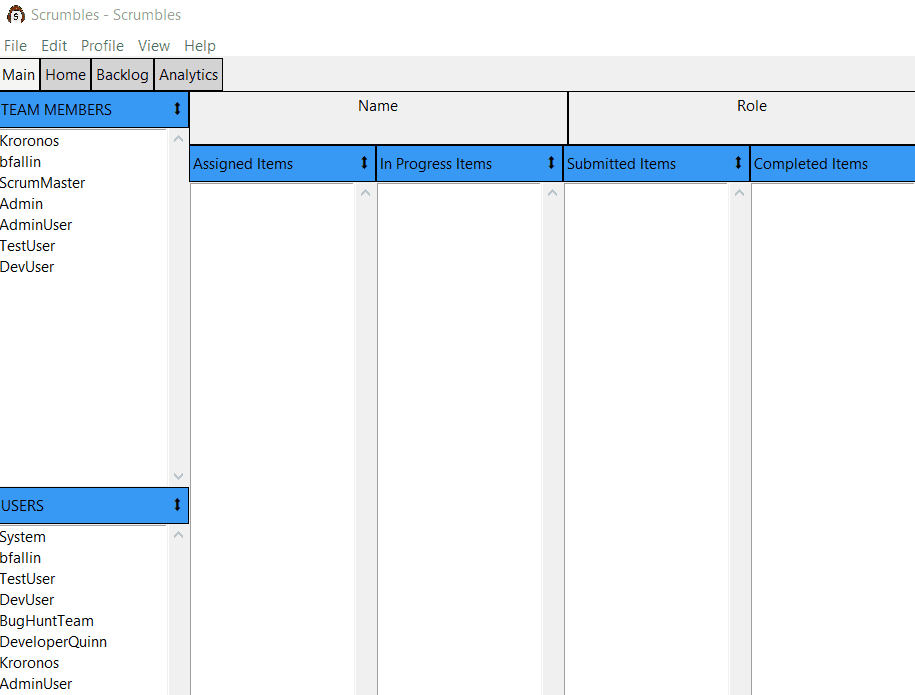 Scrumbles - Scrumbles
File Edit Profile View Help
Main Home Backlog Analytics
TEAM MEMBERS
Kroronos
bfallin
ScrumMaster
Admin
AdminUser
TestUser
DevUser
USERS
System
bfallin
TestUser
DevUser
BugHuntTeam
DeveloperQuinn
Kroronos
AdminUser
Name Role
Assigned Items In Progress Items Submitted Items Completed Items